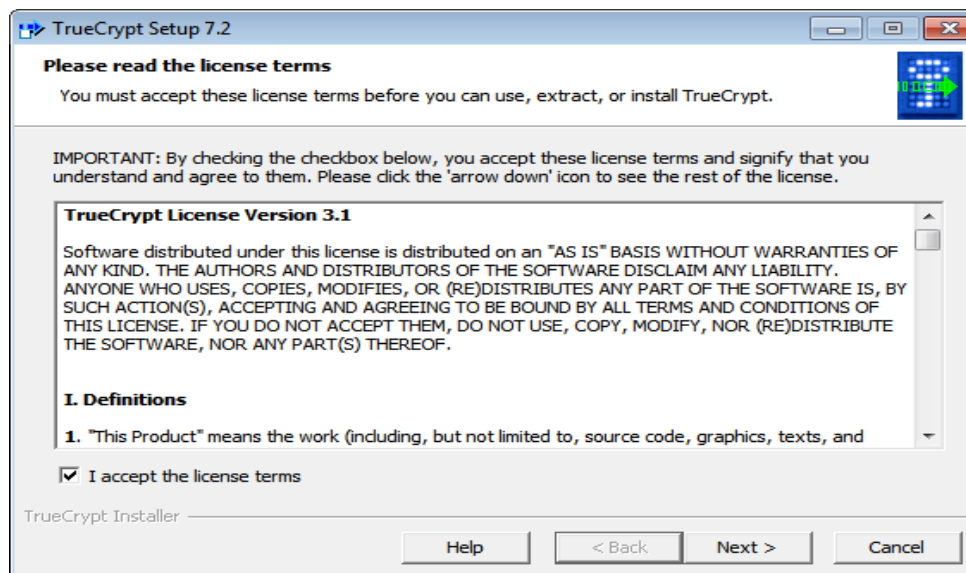 TrueCrypt Setup 7.2
Please read the license terms
You must accept these license terms before you can use, extract, or install TrueCrypt.
IMPORTANT: By checking the checkbox below, you accept these license terms and signify that you
understand and agree to them. Please click the 'arrow down' icon to see the rest of the license.
TrueCrypt License Version 3.1
Software distributed under this license is distributed on an "AS IS" BASIS WITHOUT WARRANTIES OF
ANY KIND. THE AUTHORS AND DISTRIBUTORS OF THE SOFTWARE DISCLAIM ANY LIABILITY.
ANYONE WHO USES, COPIES, MODIFIES, OR (RE)DISTRIBUTES ANY PART OF THE SOFTWARE IS, BY
SUCH ACTION(S), ACCEPTING AND AGREEING TO BE BOUND BY ALL TERMS AND CONDITIONS OF
THIS LICENSE. IF YOU DO NOT ACCEPT THEM, DO NOT USE, COPY, MODIFY, NOR (RE)DISTRIBUTE
THE SOFTWARE, NOR ANY PART(S) THEREOF.
I. Definitions
1. "This Product" means the work (including, but not limited to, source code, graphics, texts, and
I accept the license terms
TrueCrypt Installer
Help
< Back
Next >
Cancel